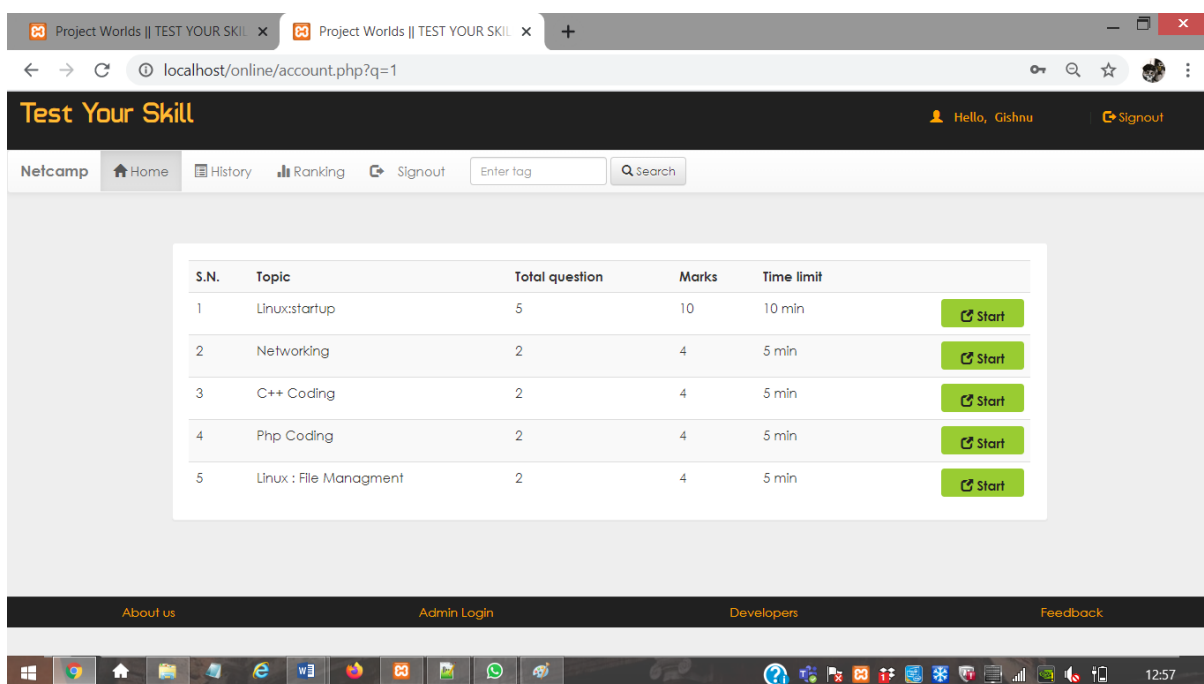 Project Worlds || TEST YOUR SKIL Project Worlds || TEST YOUR SKIL
localhost/online/account.php?q=1
Test Your Skill Hello, Gishnu Signout
Netcamp Home History Ranking Signout Enter tag Search
S.N. Topic Total question Marks Time limit
1 Linux:startup 5 10 10 min Start
2 Networking 2 4 5 min Start
3 C++ Coding 2 4 5 min Start
4 Php Coding 2 4 5 min Start
5 Linux : File Managment 2 4 5 min Start
About us Admin Login Developers Feedback
12:57